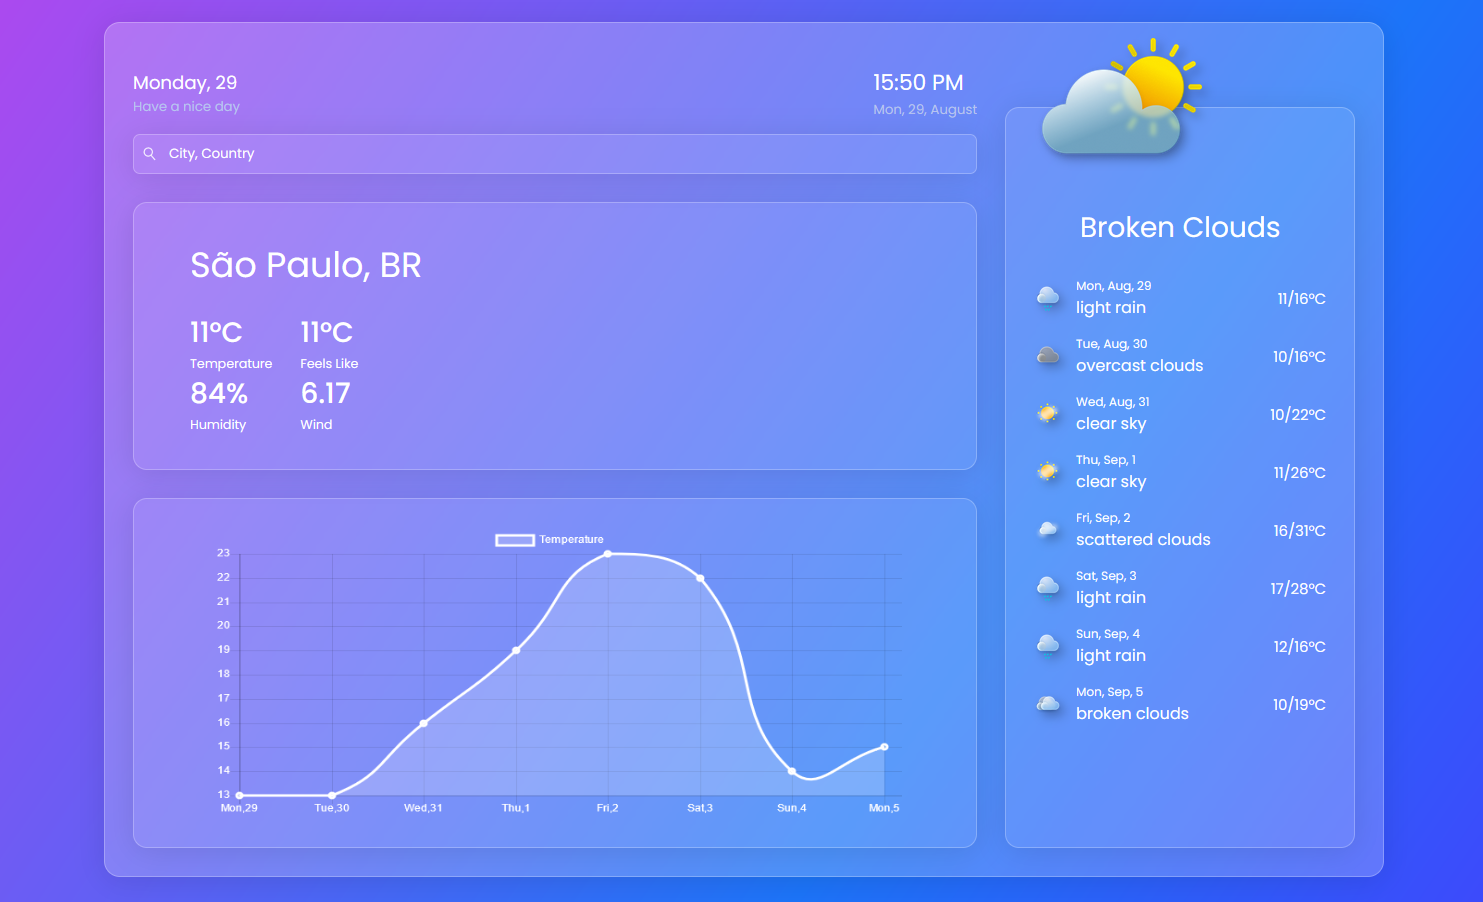 Monday, 29
Have a nice day
15:50 PM
Mon, 29, August
City, Country
São Paulo, BR
11°C
Temperature
11°C
Feels Like
84%
Humidity
6.17
Wind
Temperature
23
22
21
20
19
18
17
16
15
14
13
Mon,29 Tue,30 Wed,31 Thu,1 Fri,2 Sat,3 Sun,4 Mon,5
Broken Clouds
Mon, Aug, 29
light rain
11/16°C
Tue, Aug, 30
overcast clouds
10/16°C
Wed, Aug, 31
clear sky
10/22°C
Thu, Sep, 1
clear sky
11/26°C
Fri, Sep, 2
scattered clouds
16/31°C
Sat, Sep, 3
light rain
17/28°C
Sun, Sep, 4
light rain
12/16°C
Mon, Sep, 5
broken clouds
10/19°C